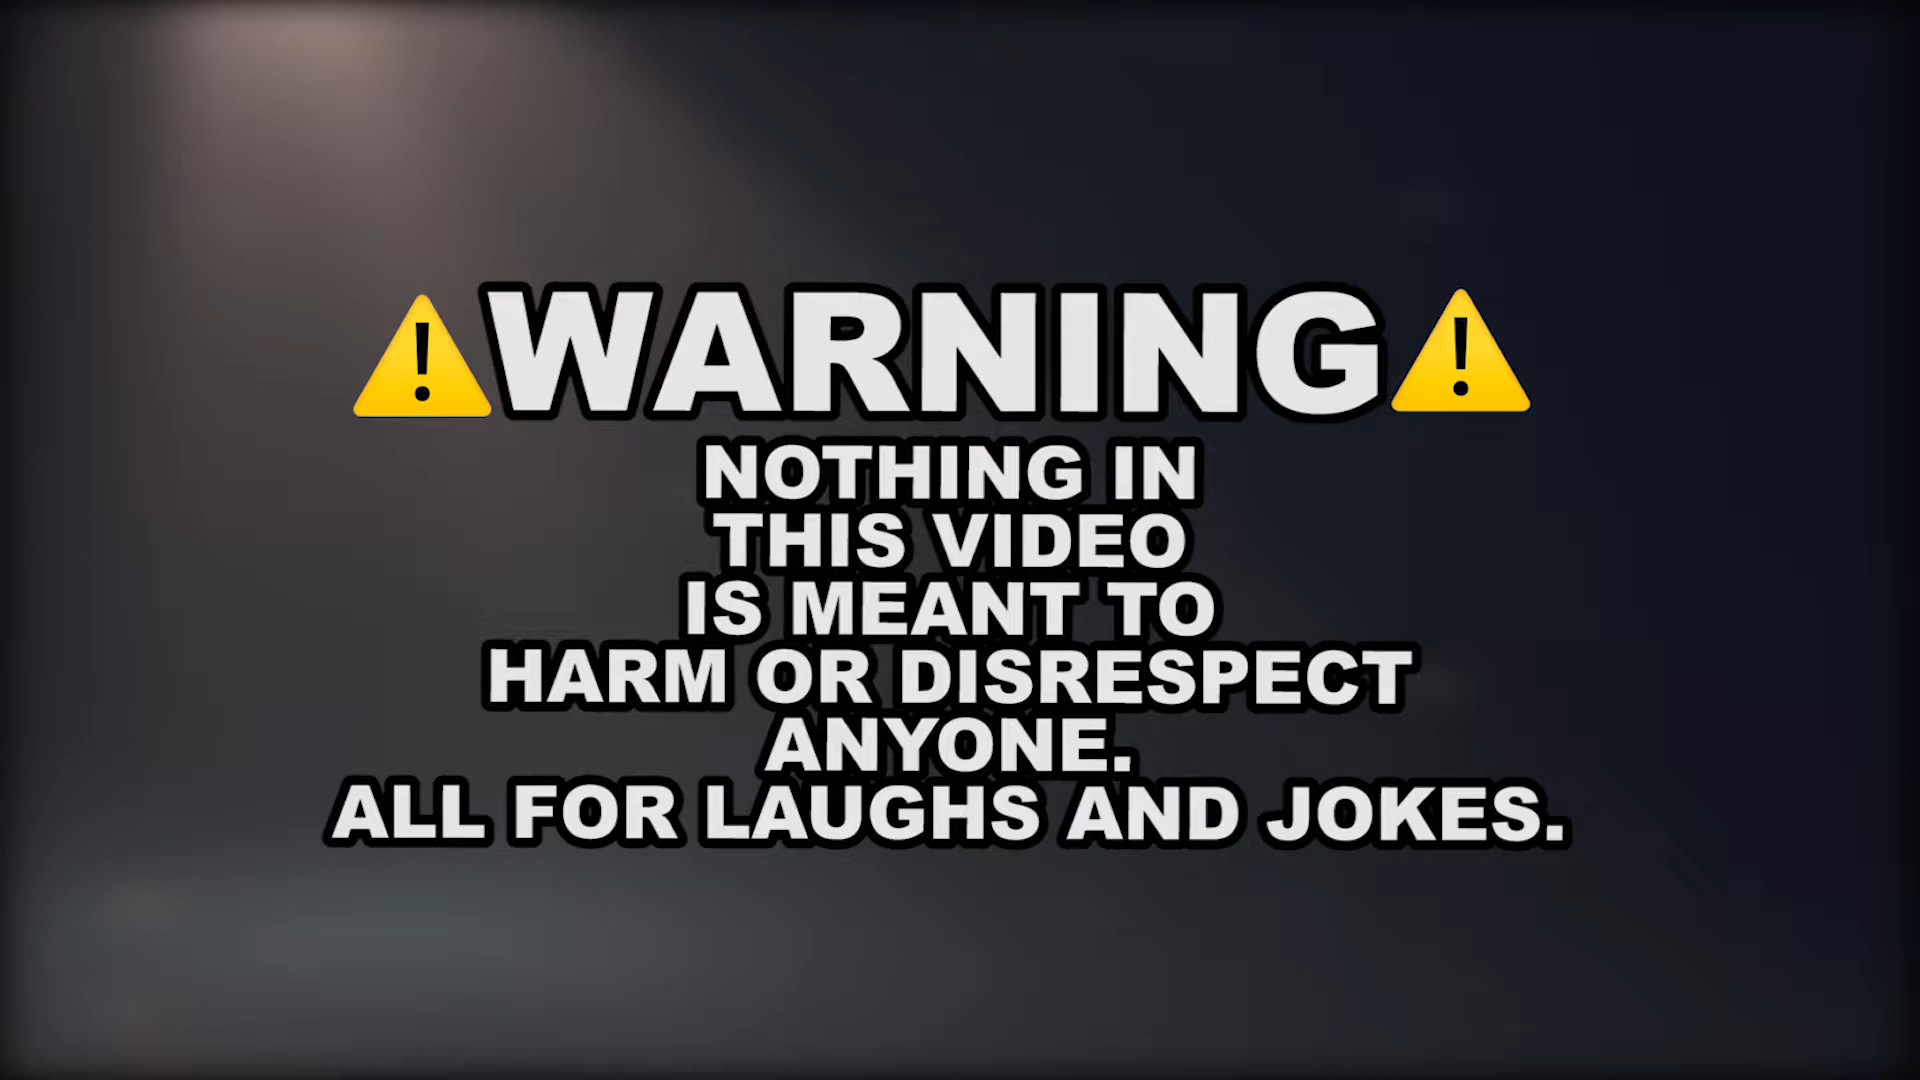 ⚠️WARNING⚠️
NOTHING IN
THIS VIDEO
IS MEANT TO
HARM OR DISRESPECT
ANYONE.
ALL FOR LAUGHS AND JOKES.